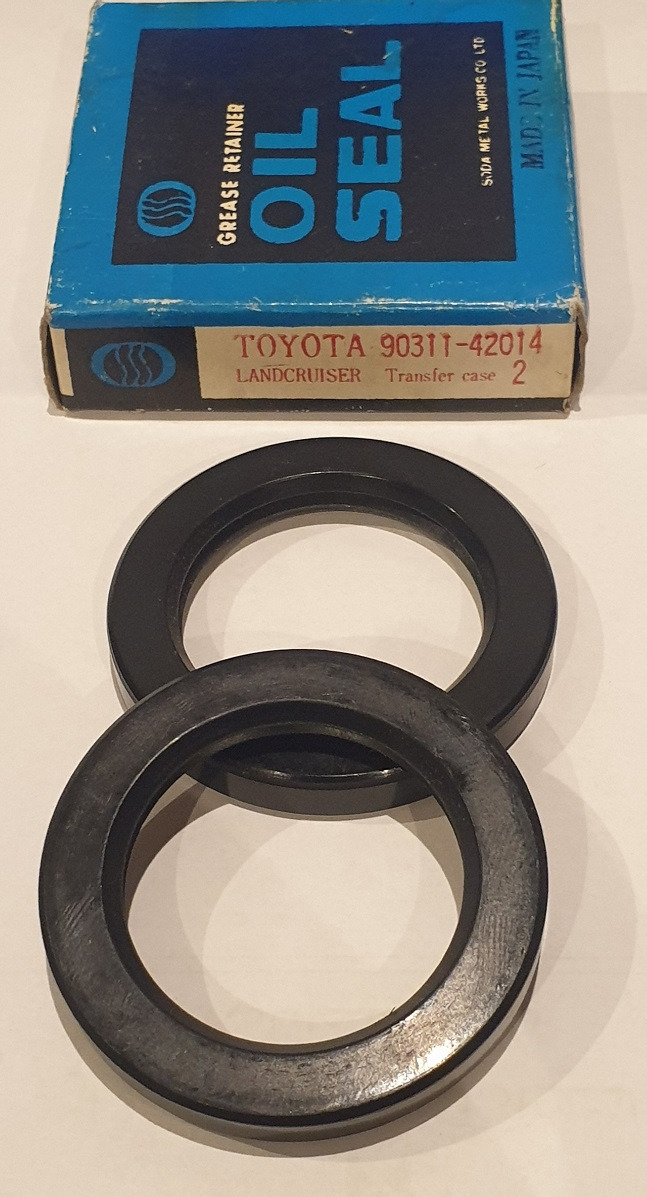 GREASE RETAINER
OIL
SEAL
SODA METAL WORKS CO LTD
MADE IN JAPAN
TOYOTA 90311-42014
LANDCRUISER Transfer case 2